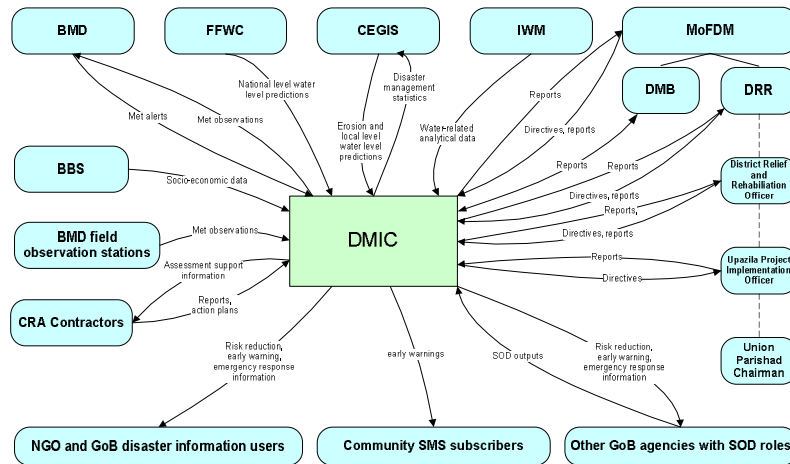 BMD
FFWC
CEGIS
IWM
MoFDM
DMB
DRR
National level water
level predictions
Disaster
management
statistics
Reports
Met alerts
Met observations
Erosion and
local level
water level
predictions
Water-related
analytical data
Directives, reports
BBS
Socio-economic data
Reports
Reports
District Relief
and
Rehabiliation
Officer
Directives, reports
Reports,
Directives, reports
BMD field
observation stations
Met observations
DMIC
Assessment support
information
Reports
Directives
Upazila Project
Implementation
Officer
CRA Contractors
Reports,
action plans
Risk reduction,
early warning,
emergency response
information
early warnings
SOD outputs
Risk reduction,
early warning,
emergency response
information
Union
Parishad
Chairman
NGO and GoB disaster information users
Community SMS subscribers
Other GoB agencies with SOD roles